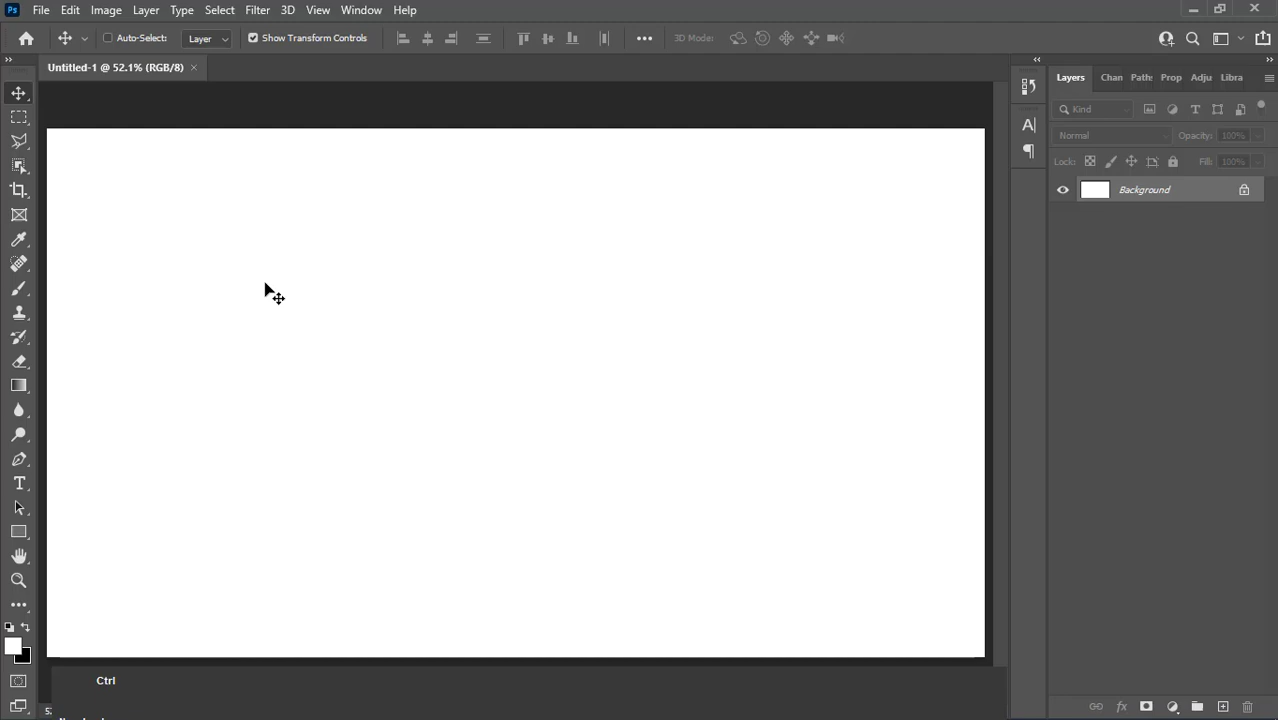 Ps File Edit Image Layer Type Select Filter 3D View Window Help
Auto-Select: Layer Show Transform Controls 3D Mode:
Untitled-1 @ 52.1% (RGB/8) ×
Layers Chan Paths Prop Adju Libra
Kind
Normal Opacity: 100%
Lock: Fill: 100%
Background
Ctrl